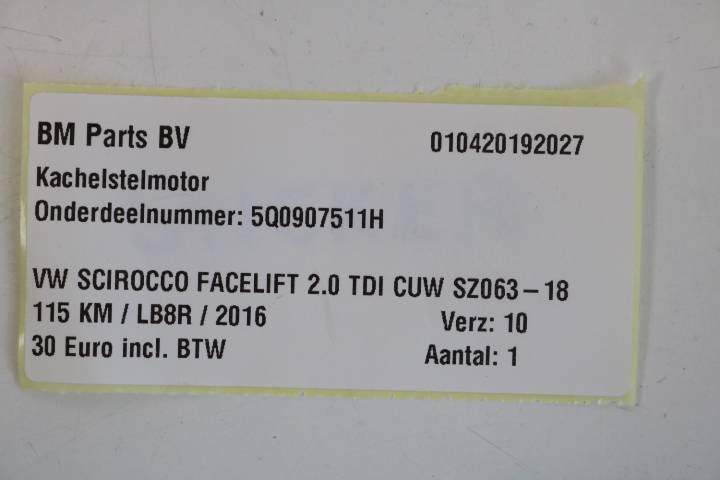 BM Parts BV 010420192027
Kachelstelmotor
Onderdeelnummer: 5Q0907511H
VW SCIROCCO FACELIFT 2.0 TDI CUW SZ063-18
115 KM / LB8R / 2016 Verz: 10
30 Euro incl. BTW Aantal: 1